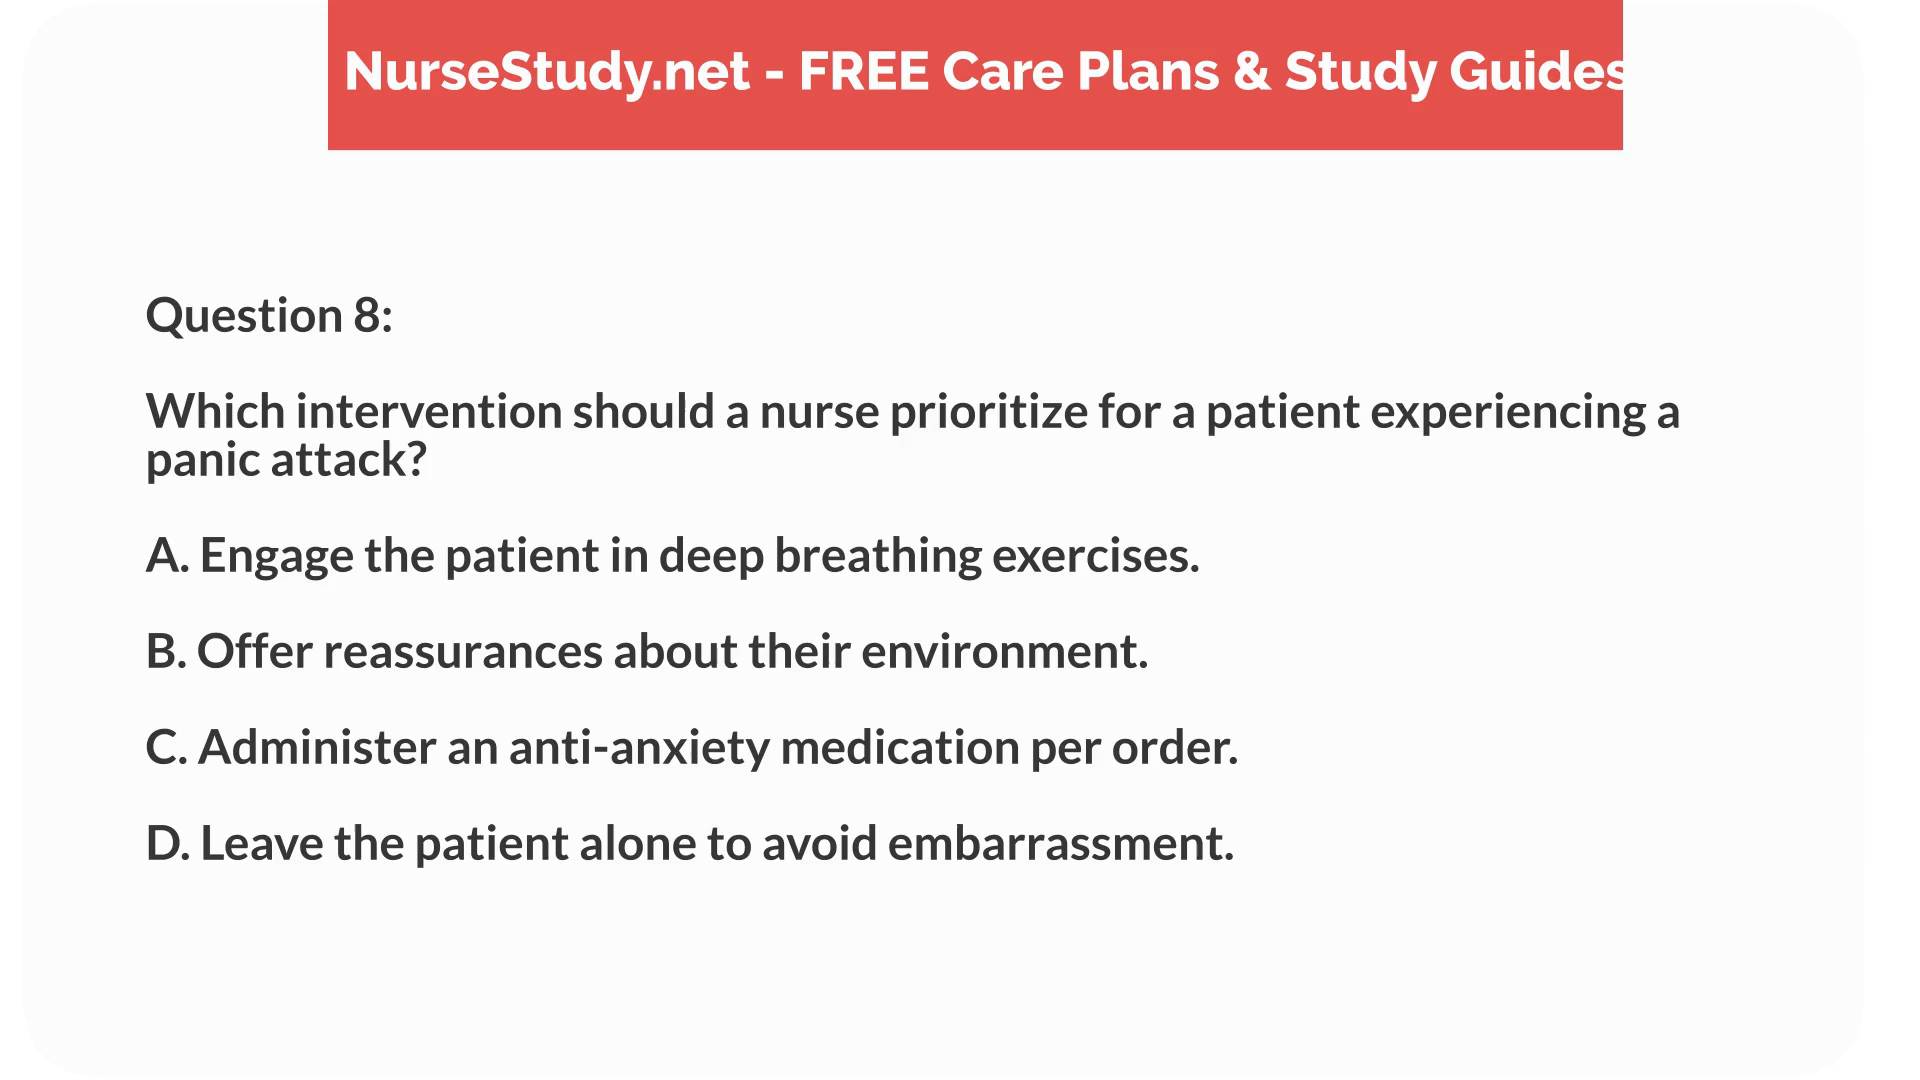 NurseStudy.net - FREE Care Plans & Study Guides
Question 8:
Which intervention should a nurse prioritize for a patient experiencing a
panic attack?
A. Engage the patient in deep breathing exercises.
B. Offer reassurances about their environment.
C. Administer an anti-anxiety medication per order.
D. Leave the patient alone to avoid embarrassment.